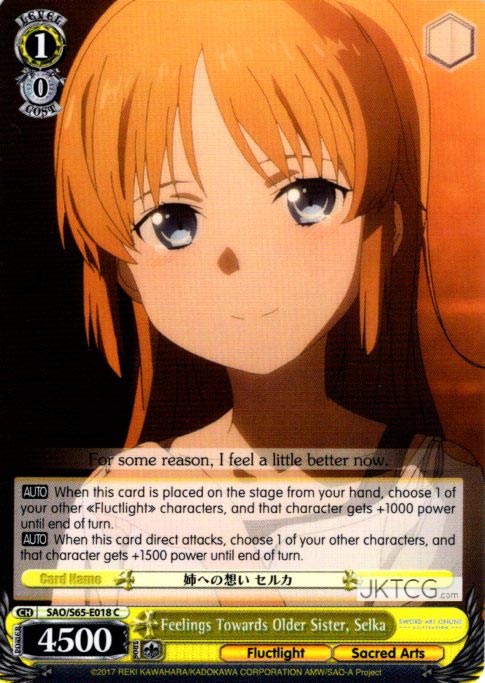 LEVEL
1
0
COST
For some reason, I feel a little better now.
AUTO When this card is placed on the stage from your hand, choose 1 of
your other «Fluctlight» characters, and that character gets +1000 power
until end of turn.
AUTO When this card direct attacks, choose 1 of your other characters, and
that character gets +1500 power until end of turn.
Card Name 姉への想い セルカ
JKTCG.com
CH SAO/S65-E018 C
Feelings Towards Older Sister, Selka
SWORD ART ONLINE
POWER 4500 SOUL
Fluctlight Sacred Arts
©2017 REKI KAWAHARA/KADOKAWA CORPORATION AMW/SAO-A Project